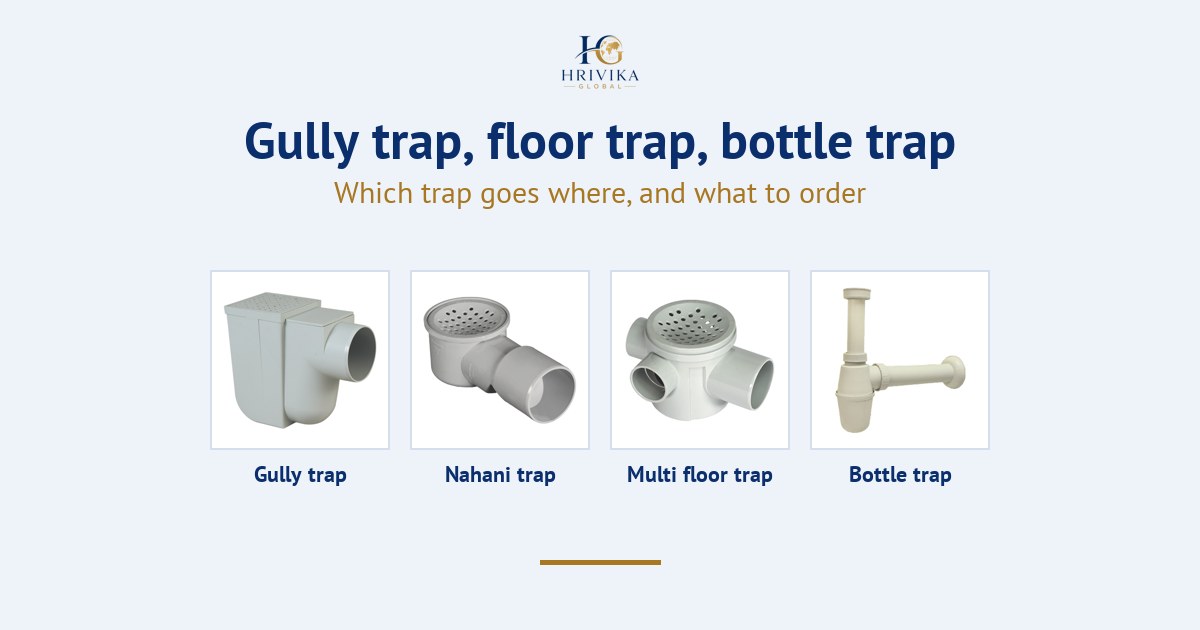 HG
HRIVIKA
GLOBAL
Gully trap, floor trap, bottle trap
Which trap goes where, and what to order
Gully trap
Nahani trap
Multi floor trap
Bottle trap